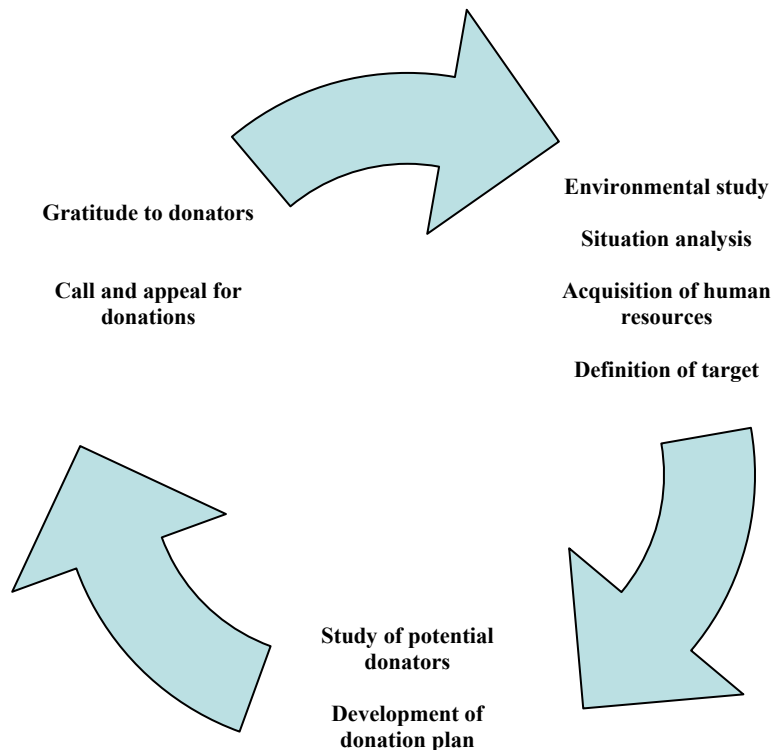 Gratitude to donators
Call and appeal for
donations
Environmental study
Situation analysis
Acquisition of human
resources
Definition of target
Study of potential
donators
Development of
donation plan